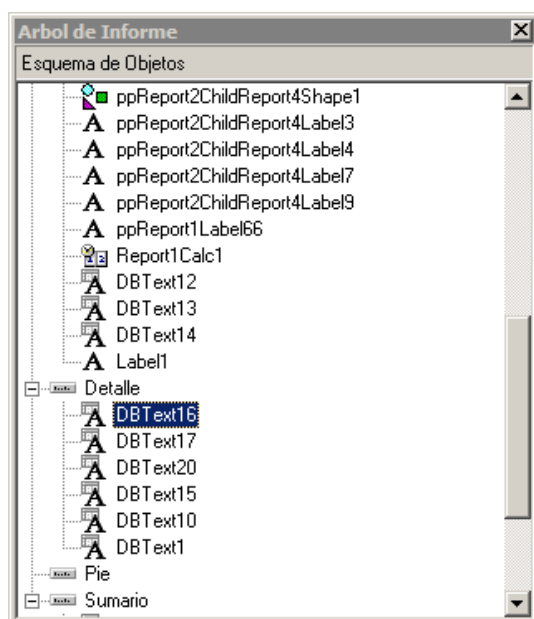 Arbol de Informe
Esquema de Objetos
ppReport2ChildReport4Shape1
ppReport2ChildReport4Label3
ppReport2ChildReport4Label4
ppReport2ChildReport4Label7
ppReport2ChildReport4Label9
ppReport1Label66
Report1Calc1
DBText12
DBText13
DBText14
Label1
Detalle
DBText16
DBText17
DBText20
DBText15
DBText10
DBText1
Pie
Sumario